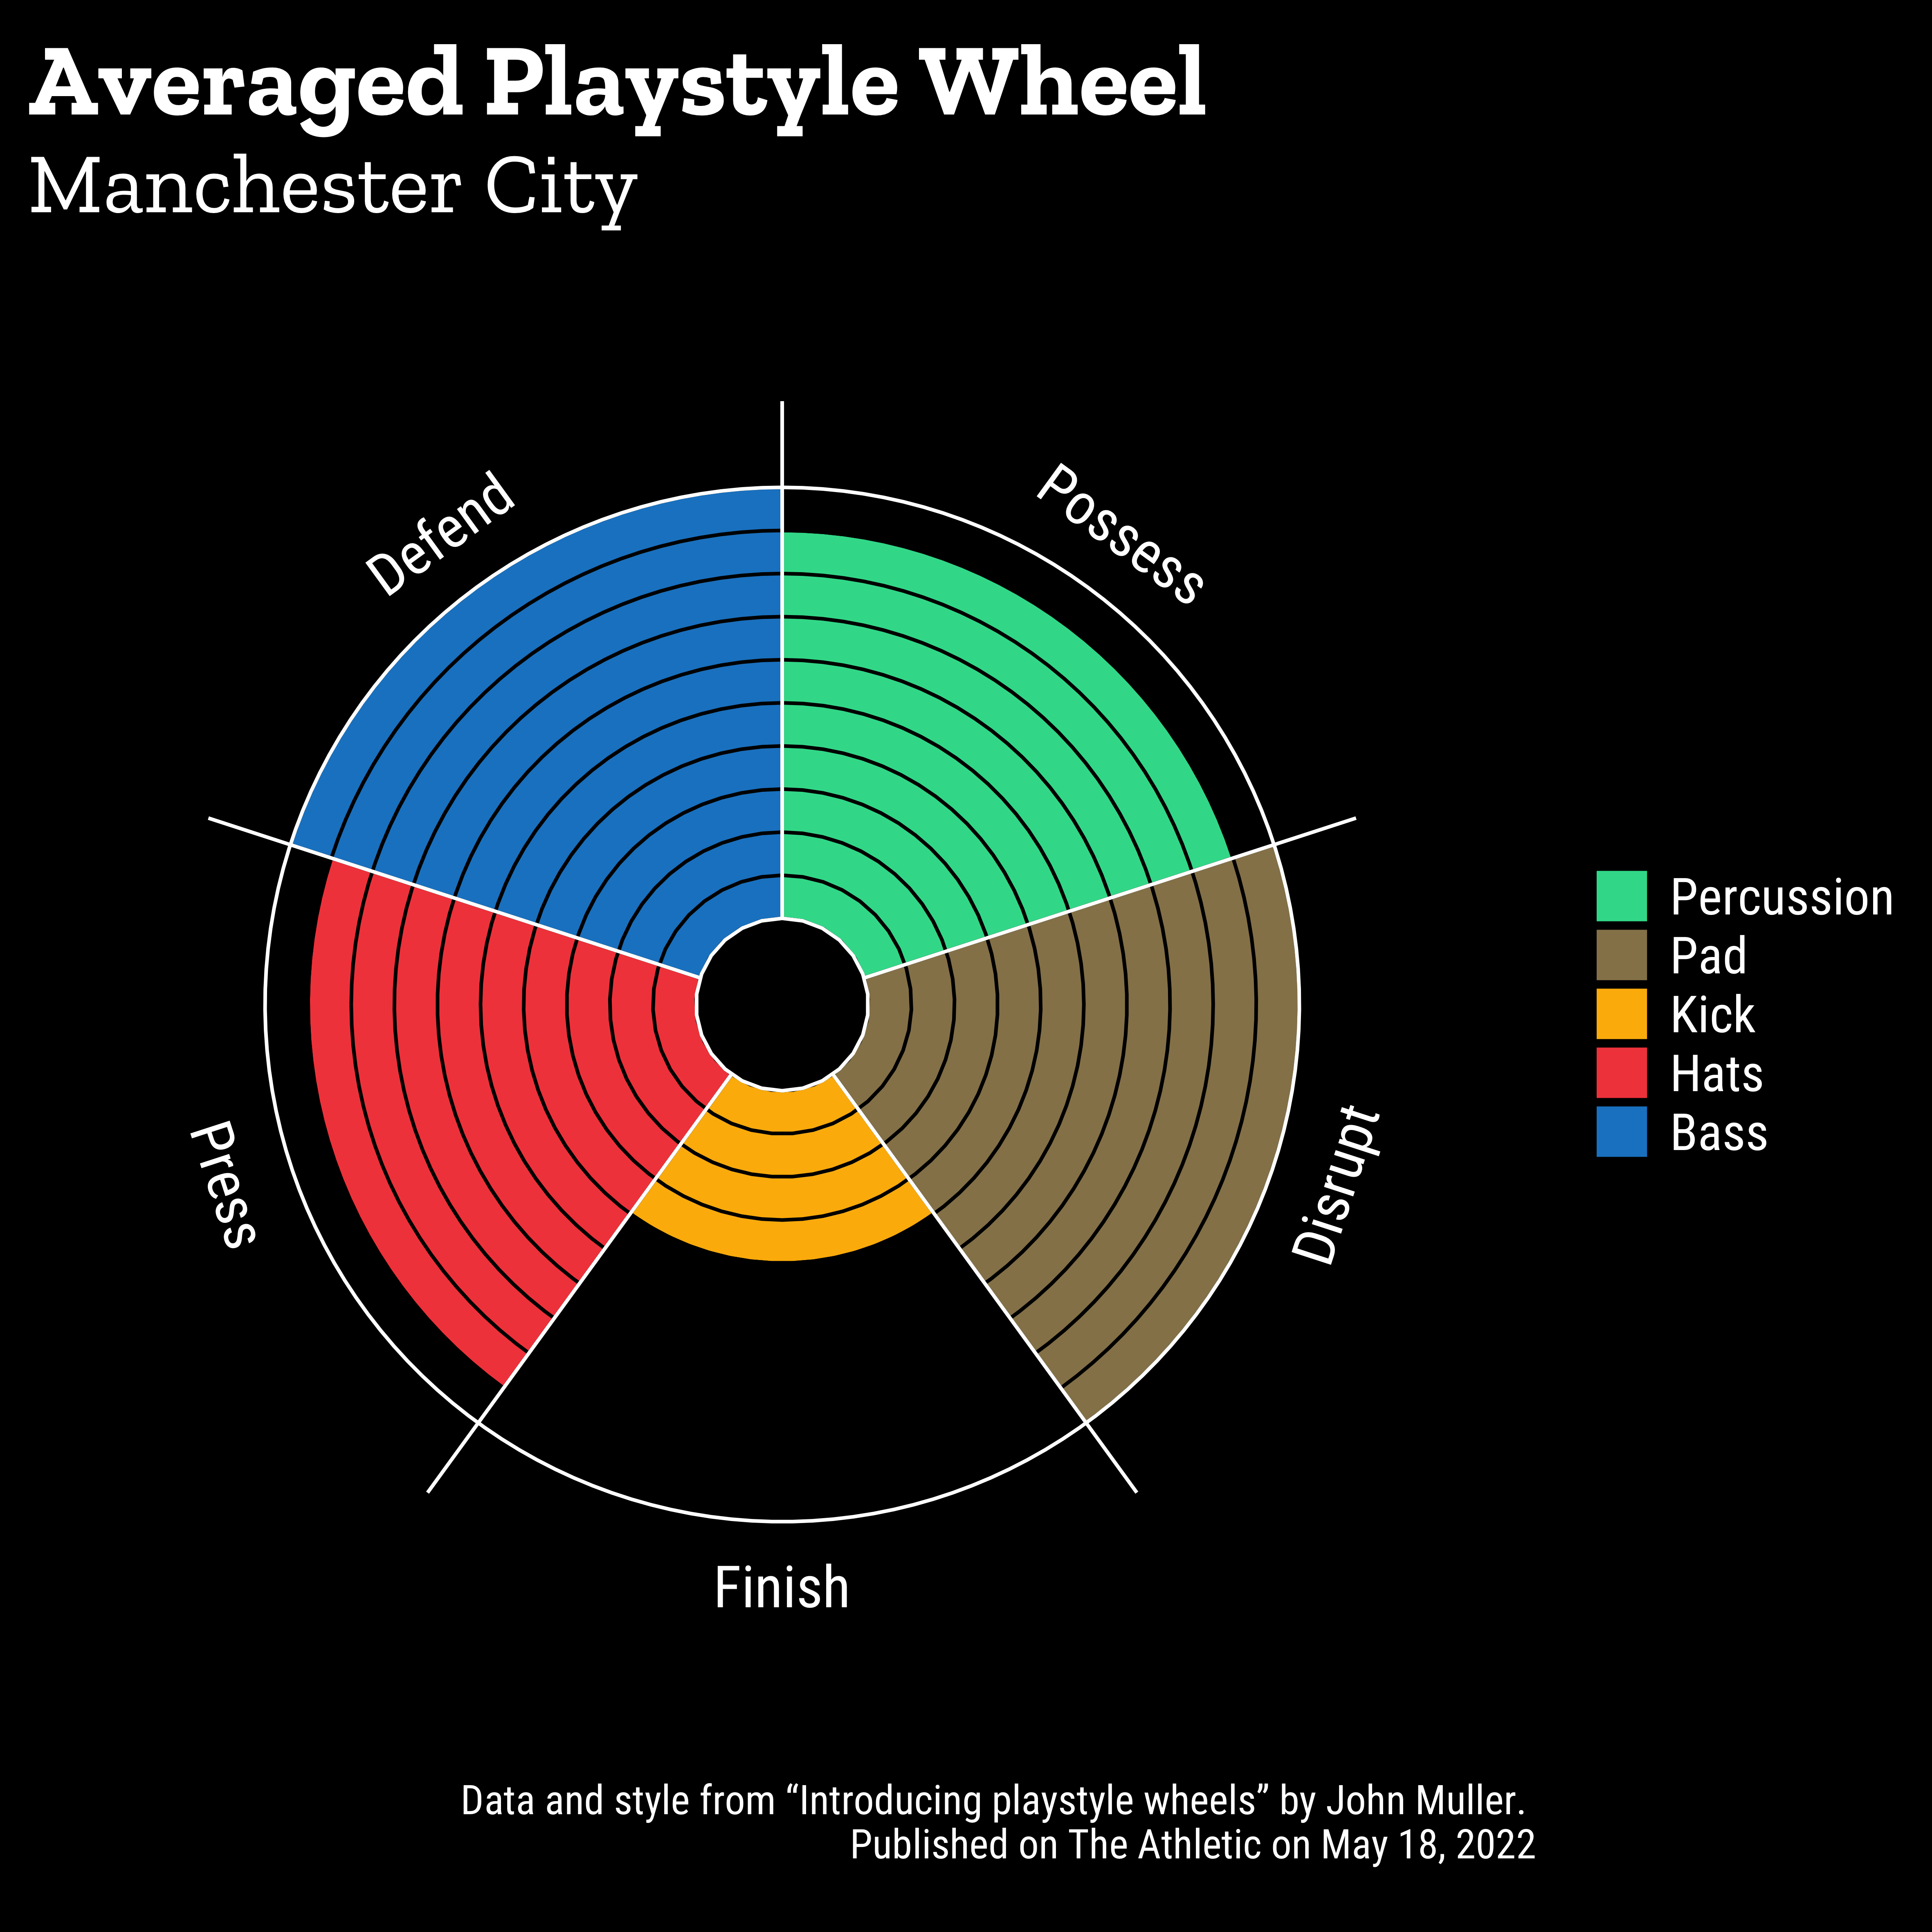 Averaged Playstyle Wheel
Manchester City
Defend
Possess
Press
Disrupt
Finish
Percussion
Pad
Kick
Hats
Bass
Data and style from “Introducing playstyle wheels” by John Muller.
Published on The Athletic on May 18, 2022